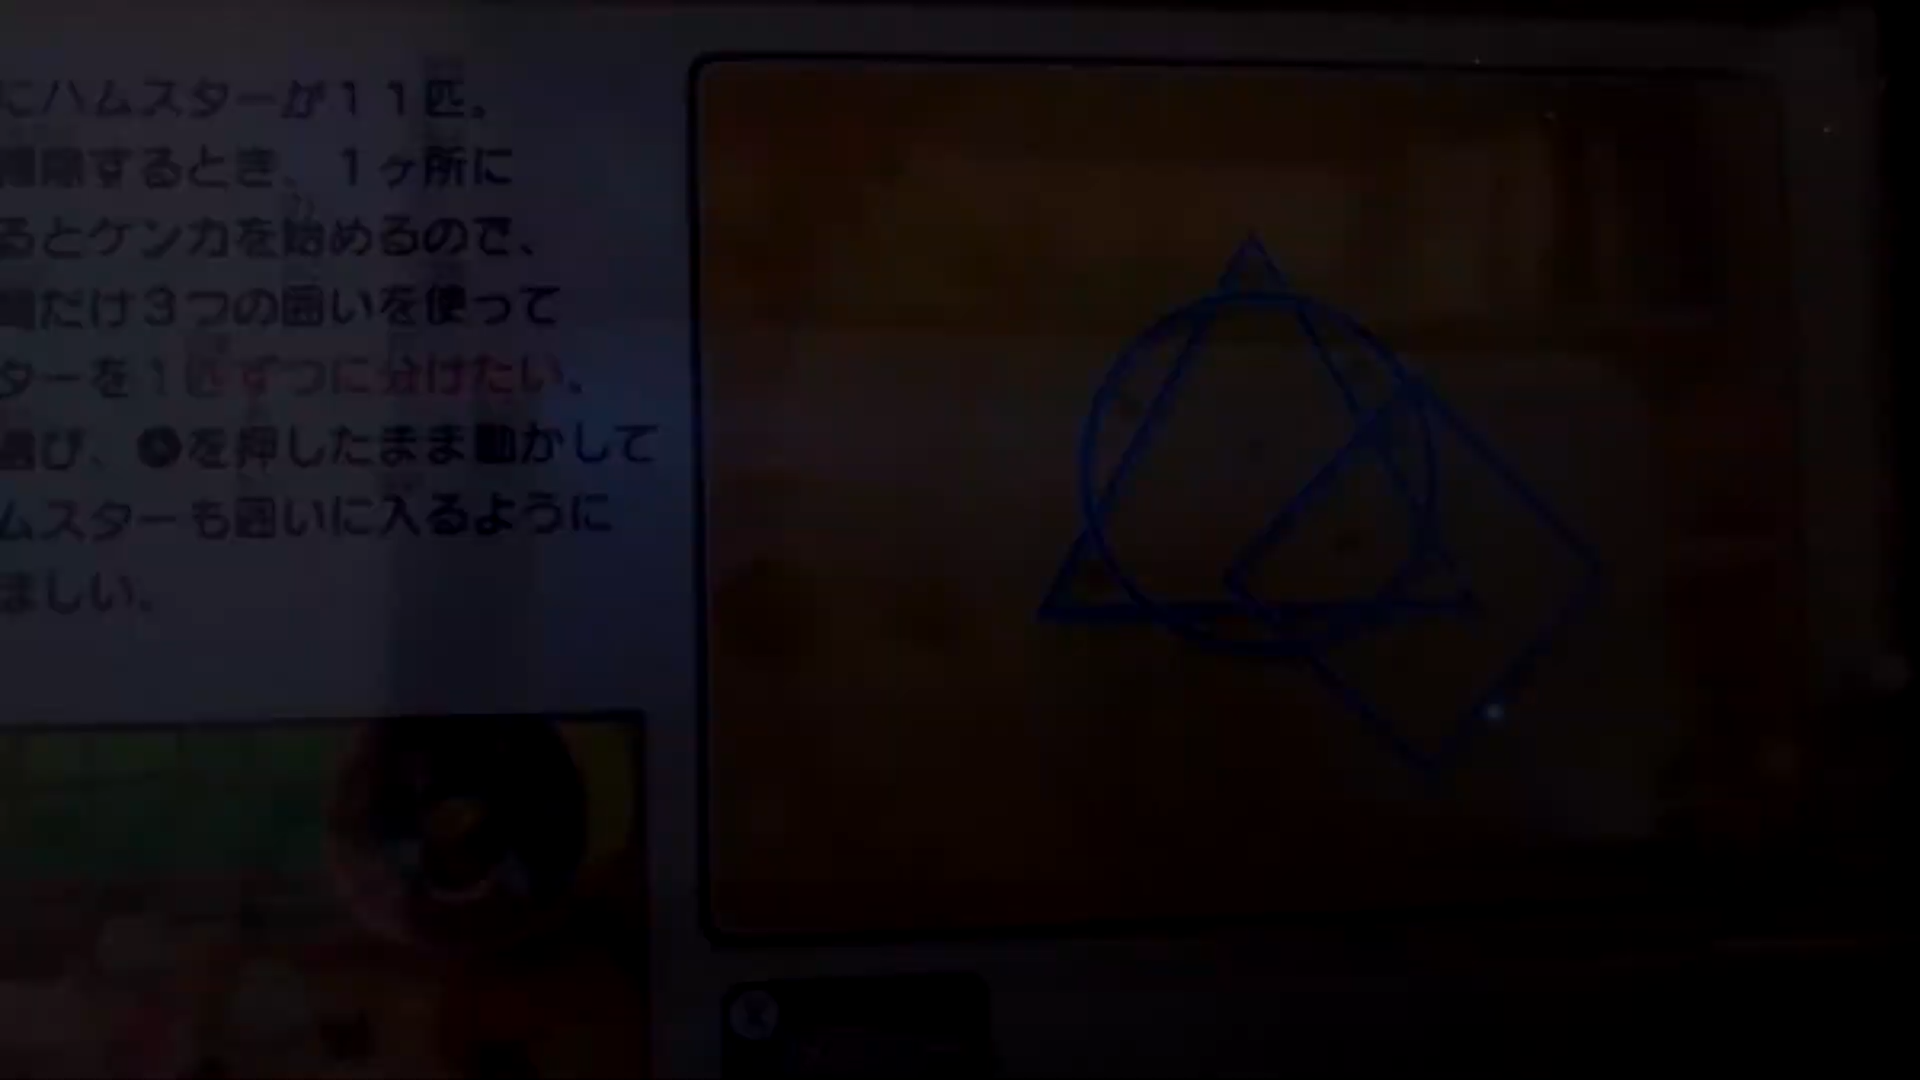 にハムスターが11匹。
掃除するとき、1ヶ所に
るとケンカを始めるので、
間だけ3つの囲いを使って
ターを1匹ずつに分けたい。
選び、を押したまま動かして
ムスターも囲いに入るように
ましい。